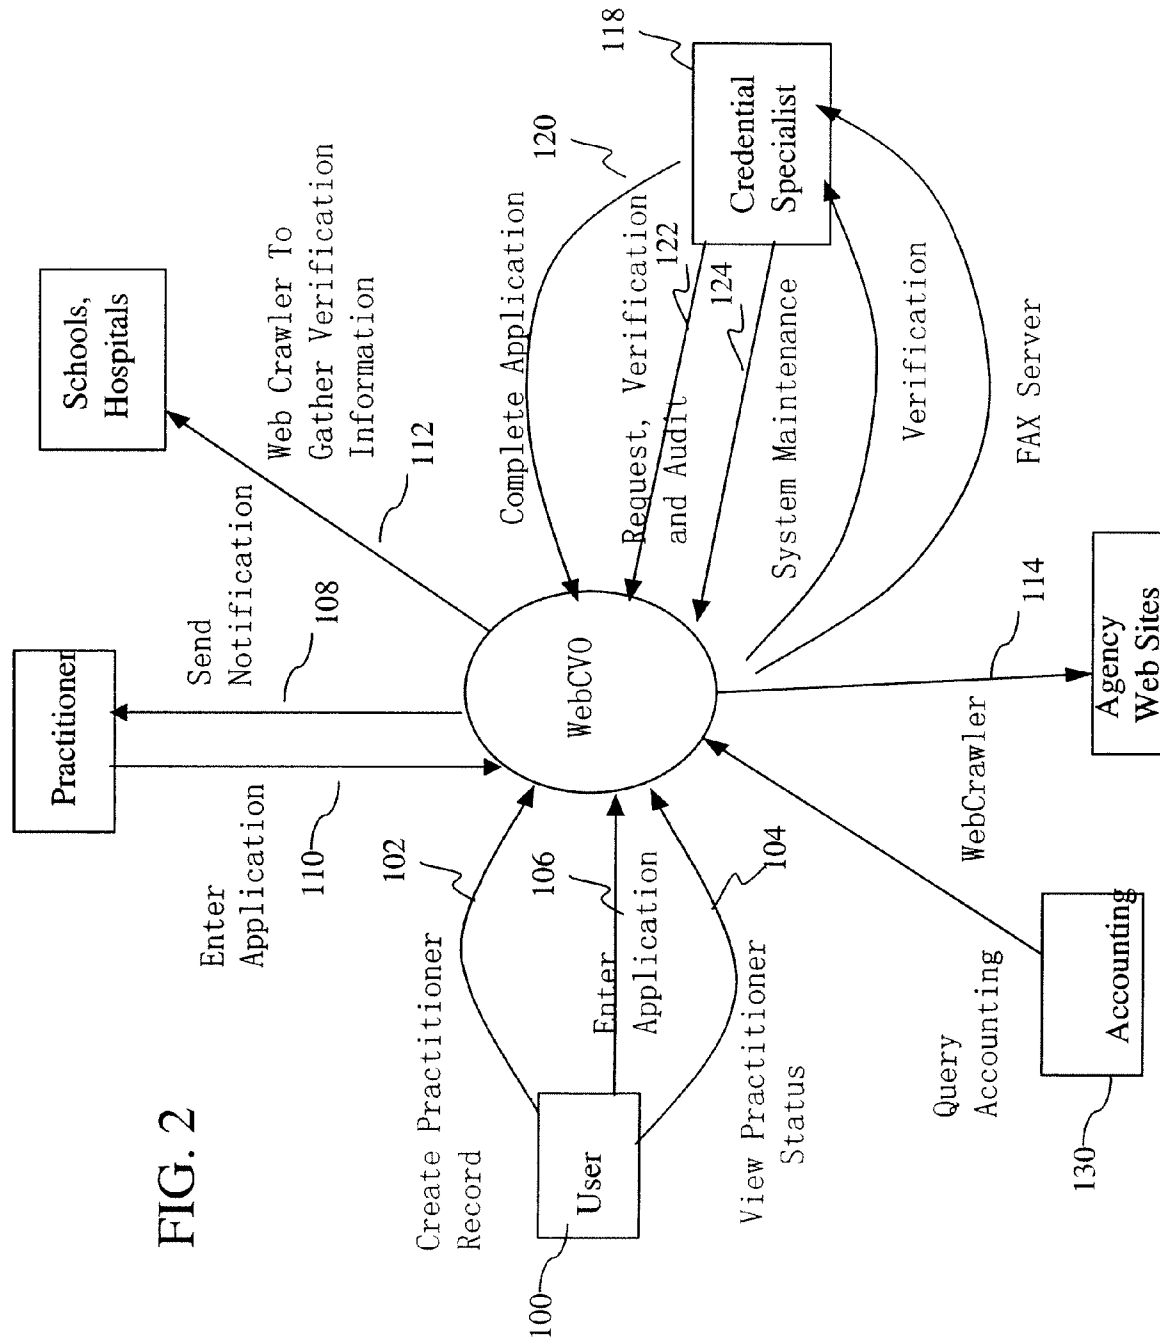 FIG. 2
Practitioner
Schools,
Hospitals
Enter
Application
110
Send
Notification
108
Web Crawler To
Gather Verification
Information
112
Create Practitioner
Record
102
Complete Application
120
User
100
Enter
Application
106
WebCVO
Request, Verification
and Audit
122
124
Credential
Specialist
118
View Practitioner
Status
104
System Maintenance
Verification
FAX Server
Query
Accounting
WebCrawler
114
Accounting
130
Agency
Web Sites